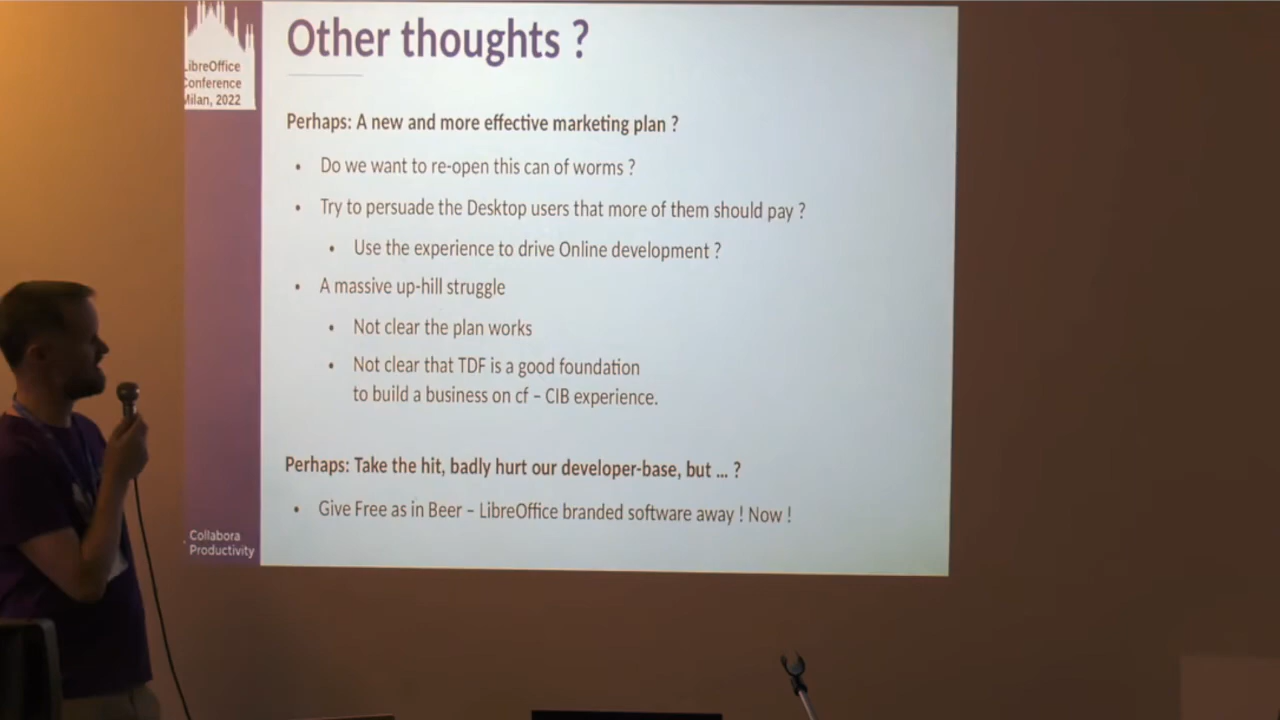 Other thoughts ?
LibreOffice
Conference
Milan, 2022
Perhaps: A new and more effective marketing plan ?
• Do we want to re-open this can of worms ?
• Try to persuade the Desktop users that more of them should pay ?
• Use the experience to drive Online development ?
• A massive up-hill struggle
• Not clear the plan works
• Not clear that TDF is a good foundation
to build a business on cf – CIB experience.
Perhaps: Take the hit, badly hurt our developer-base, but ... ?
• Give Free as in Beer – LibreOffice branded software away ! Now !
Collabora
Productivity